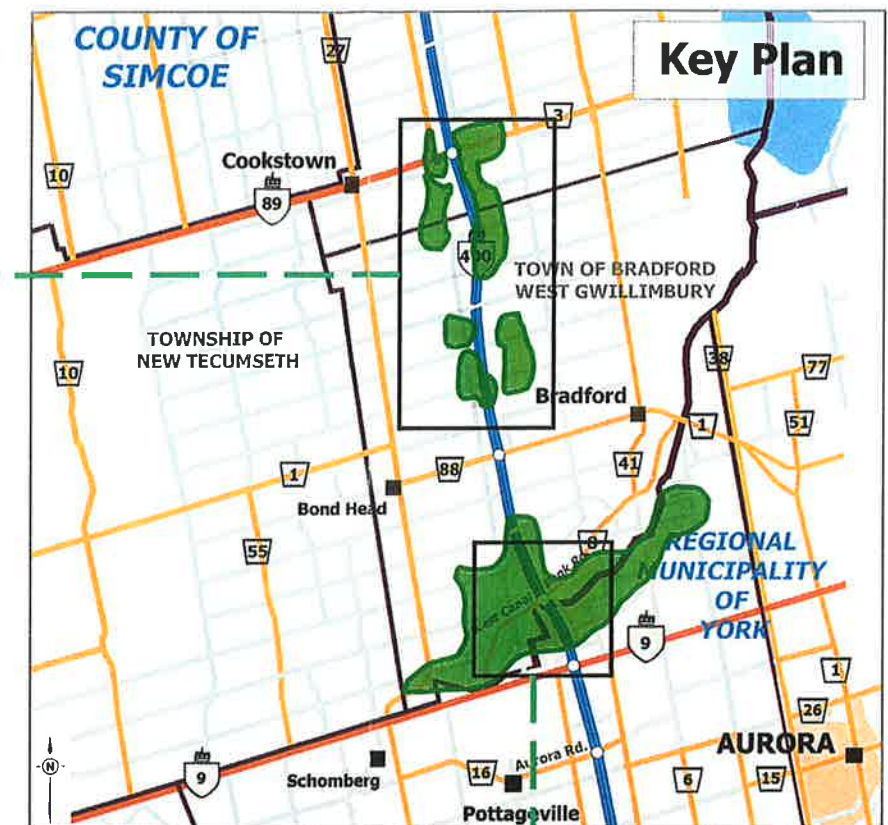 COUNTY OF
SIMCOE
27
Key Plan
3
Cookstown
10
89
400
TOWN OF BRADFORD
WEST GWILLIMBURY
TOWNSHIP OF
NEW TECUMSETH
10
38
77
Bradford
51
1
88
41
1
Bond Head
55
8
REGIONAL
MUNICIPALITY
OF
YORK
9
1
26
AURORA
N
9
Schomberg
16
Aurora Rd.
6
15
Pottageville